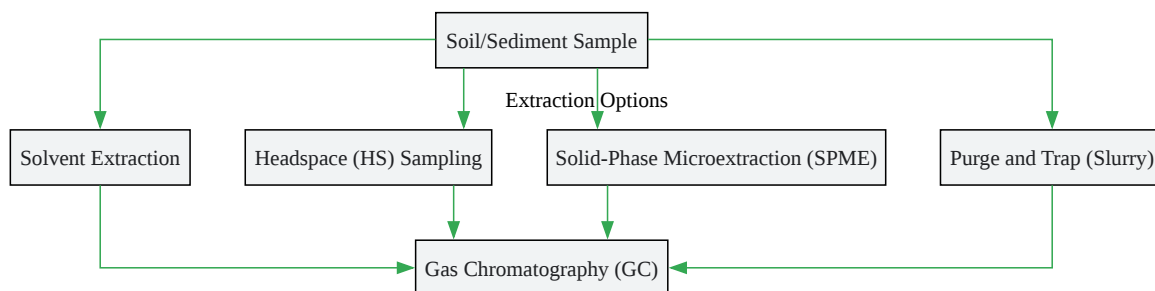 Soil/Sediment Sample
Extraction Options
Solvent Extraction
Headspace (HS) Sampling
Solid-Phase Microextraction (SPME)
Purge and Trap (Slurry)
Gas Chromatography (GC)